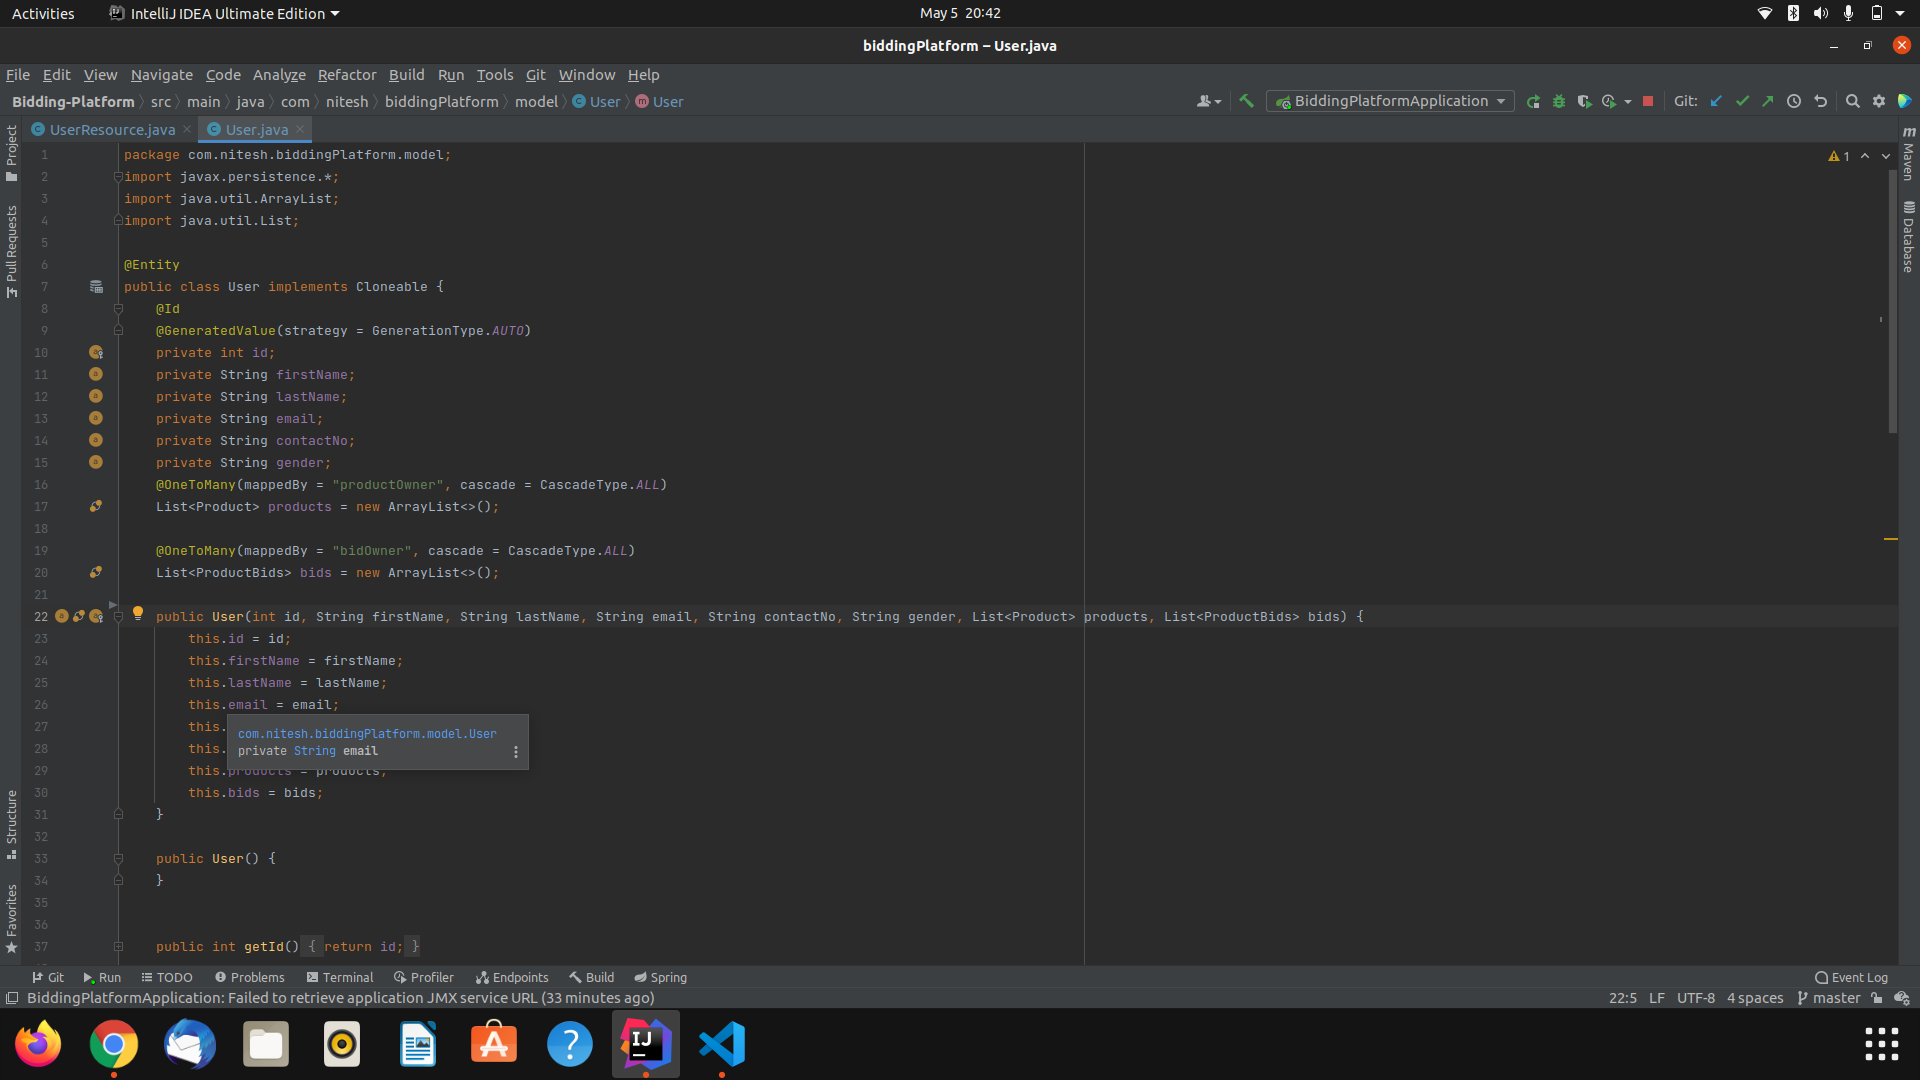 Activities IntelliJ IDEA Ultimate Edition May 5 20:42
biddingPlatform – User.java
File Edit View Navigate Code Analyze Refactor Build Run Tools Git Window Help
Bidding-Platform src main java com nitesh biddingPlatform model User User BiddingPlatformApplication Git:
UserResource.java User.java
Project
Pull Requests
Structure
Favorites
Maven
Database
1
1 package com.nitesh.biddingPlatform.model;
2 import javax.persistence.*;
3 import java.util.ArrayList;
4 import java.util.List;
5
6 @Entity
7 public class User implements Cloneable {
8 @Id
9 @GeneratedValue(strategy = GenerationType.AUTO)
10 private int id;
11 private String firstName;
12 private String lastName;
13 private String email;
14 private String contactNo;
15 private String gender;
16 @OneToMany(mappedBy = "productOwner", cascade = CascadeType.ALL)
17 List<Product> products = new ArrayList<>();
18
19 @OneToMany(mappedBy = "bidOwner", cascade = CascadeType.ALL)
20 List<ProductBids> bids = new ArrayList<>();
21
22 public User(int id, String firstName, String lastName, String email, String contactNo, String gender, List<Product> products, List<ProductBids> bids) {
23 this.id = id;
24 this.firstName = firstName;
25 this.lastName = lastName;
26 this.email = email;
27 this.
28 this.
com.nitesh.biddingPlatform.model.User
private String email
29 this.products = products;
30 this.bids = bids;
31 }
32
33 public User() {
34 }
35
36
37 public int getId() { return id; }
Git Run TODO Problems Terminal Profiler Endpoints Build Spring Event Log
BiddingPlatformApplication: Failed to retrieve application JMX service URL (33 minutes ago) 22:5 LF UTF-8 4 spaces master